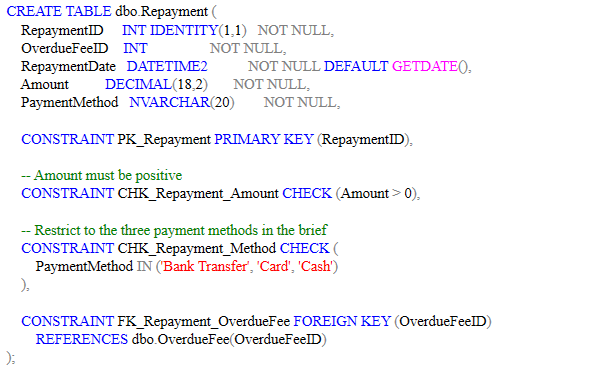 CREATE TABLE dbo.Repayment (
RepaymentID INT IDENTITY(1,1) NOT NULL,
OverdueFeeID INT NOT NULL,
RepaymentDate DATETIME2 NOT NULL DEFAULT GETDATE(),
Amount DECIMAL(18,2) NOT NULL,
PaymentMethod NVARCHAR(20) NOT NULL,
CONSTRAINT PK_Repayment PRIMARY KEY (RepaymentID),
-- Amount must be positive
CONSTRAINT CHK_Repayment_Amount CHECK (Amount > 0),
-- Restrict to the three payment methods in the brief
CONSTRAINT CHK_Repayment_Method CHECK (
PaymentMethod IN ('Bank Transfer', 'Card', 'Cash')
),
CONSTRAINT FK_Repayment_OverdueFee FOREIGN KEY (OverdueFeeID)
REFERENCES dbo.OverdueFee(OverdueFeeID)
);